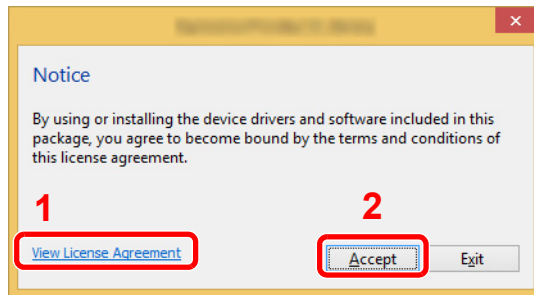 Notice
By using or installing the device drivers and software included in this
package, you agree to become bound by the terms and conditions of
this license agreement.
1
2
View License Agreement
Accept
Exit